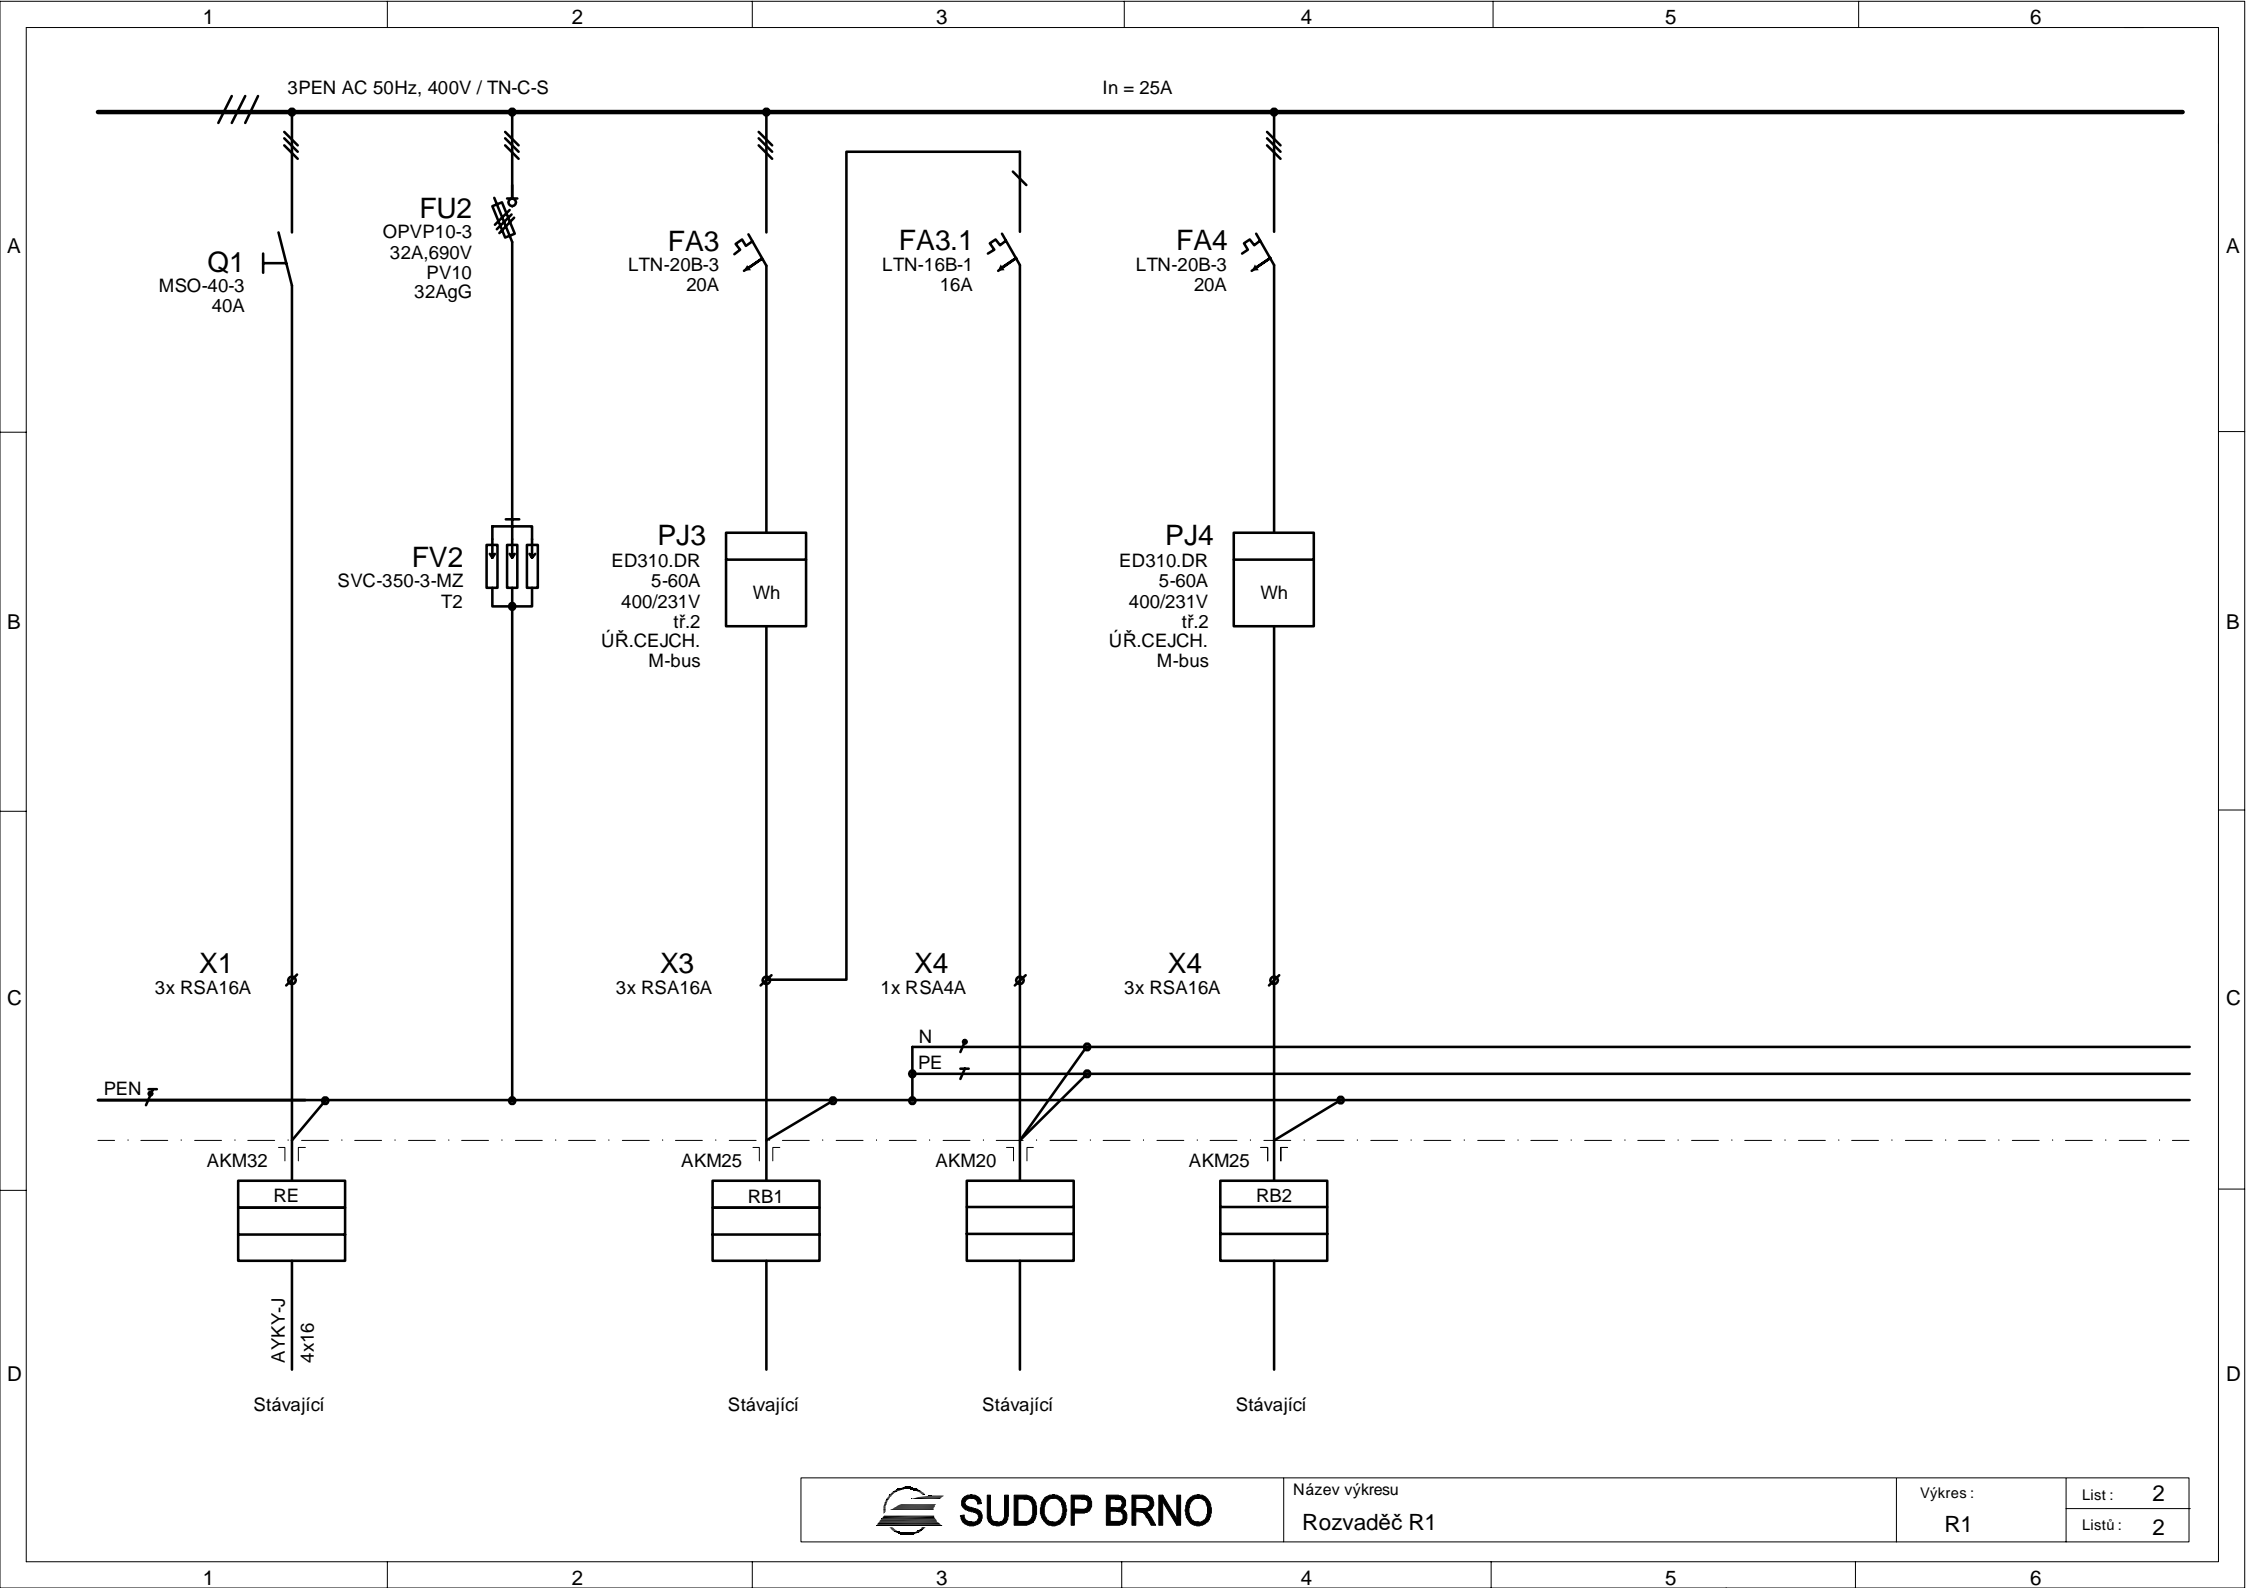 1 2 3 4 5 6
3PEN AC 50Hz, 400V / TN-C-S
In = 25A
A
A
Q1
MSO-40-3
40A
FU2
OPVP10-3
32A,690V
PV10
32AgG
FA3
LTN-20B-3
20A
FA3.1
LTN-16B-1
16A
FA4
LTN-20B-3
20A
B
B
FV2
SVC-350-3-MZ
T2
PJ3
ED310.DR
5-60A
400/231V
tř.2
ÚŘ.CEJCH.
M-bus
Wh
PJ4
ED310.DR
5-60A
400/231V
tř.2
ÚŘ.CEJCH.
M-bus
Wh
C
C
X1
3x RSA16A
X3
3x RSA16A
X4
1x RSA4A
X4
3x RSA16A
N
PE
PEN
AKM32
AKM25
AKM20
AKM25
RE
RB1
RB2
D
D
AYKY-J
4x16
Stávající
Stávající
Stávající
Stávající
SUDOP BRNO
Název výkresu
Rozvaděč R1
Výkres :
R1
List : 2
Listů : 2
1 2 3 4 5 6